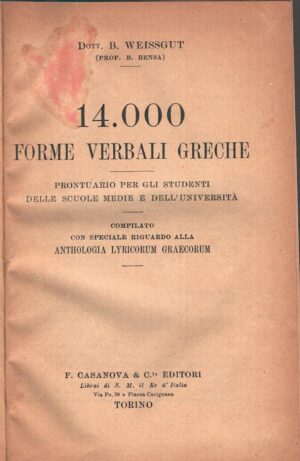 Dott. B. WEISSGUT
(PROF. B. BENSA)
14.000
FORME VERBALI GRECHE
PRONTUARIO PER GLI STUDENTI
DELLE SCUOLE MEDIE E DELL'UNIVERSITÀ
COMPILATO
CON SPECIALE RIGUARDO ALLA
ANTHOLOGIA LYRICORUM GRAECORUM
F. CASANOVA & C.ia EDITORI
Librai di S. M. il Re d'Italia
Via Po, 39 e Piazza Carignano
TORINO